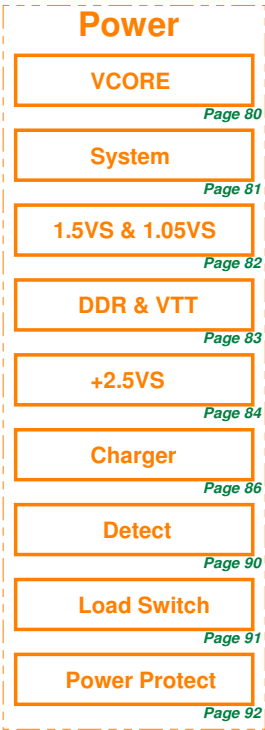 Power
VCORE
Page 80
System
Page 81
1.5VS & 1.05VS
Page 82
DDR & VTT
Page 83
+2.5VS
Page 84
Charger
Page 86
Detect
Page 90
Load Switch
Page 91
Power Protect
Page 92